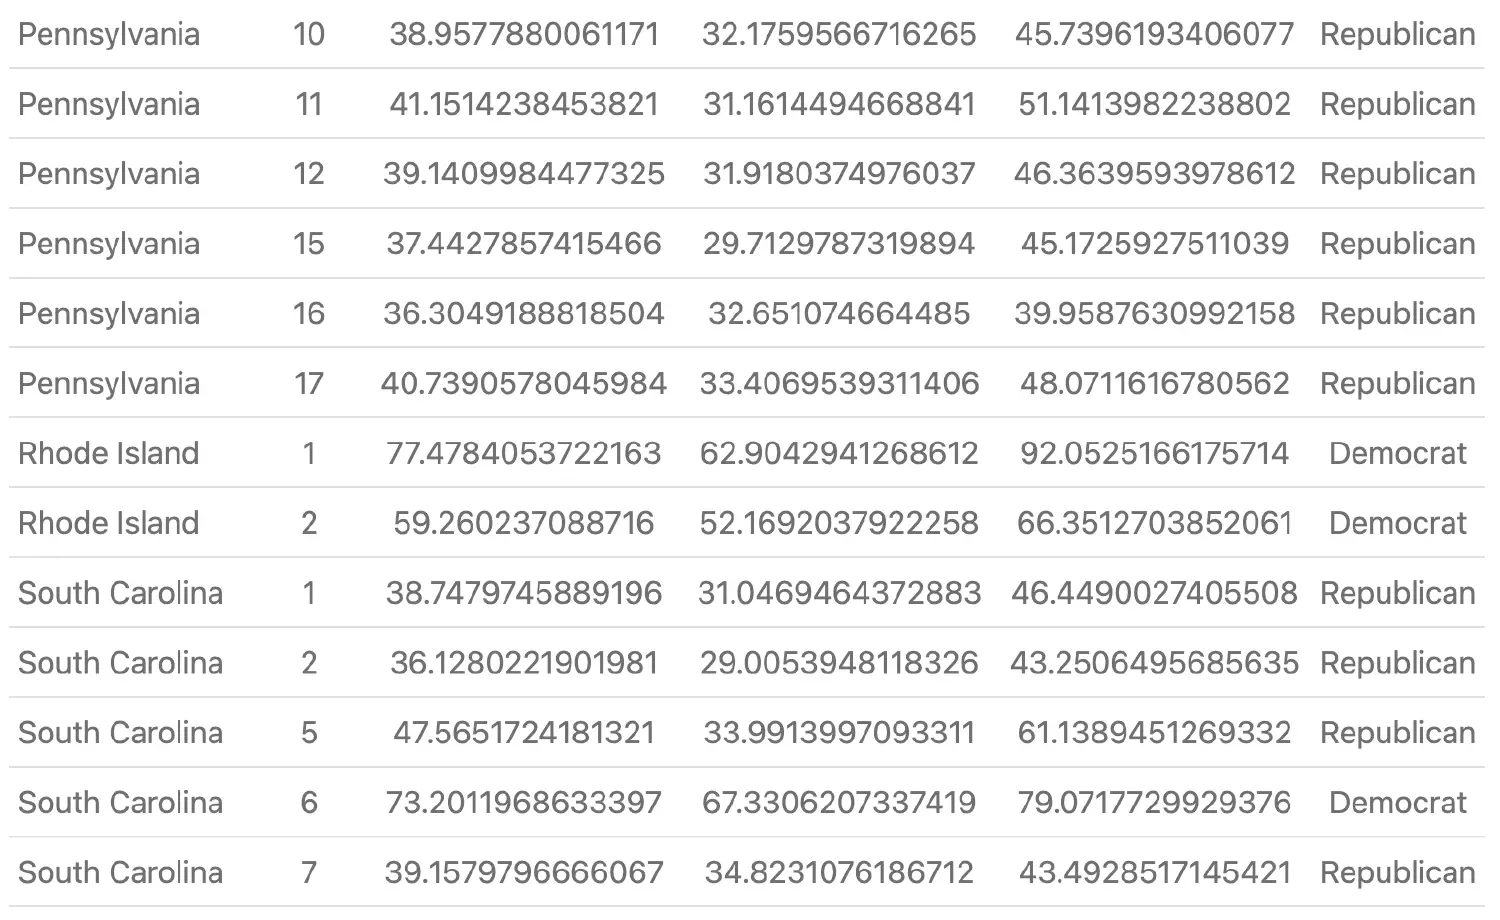 Pennsylvania 10 38.9577880061171 32.1759566716265 45.7396193406077 Republican
Pennsylvania 11 41.1514238453821 31.1614494668841 51.1413982238802 Republican
Pennsylvania 12 39.1409984477325 31.9180374976037 46.3639593978612 Republican
Pennsylvania 15 37.4427857415466 29.7129787319894 45.1725927511039 Republican
Pennsylvania 16 36.3049188818504 32.651074664485 39.9587630992158 Republican
Pennsylvania 17 40.7390578045984 33.4069539311406 48.0711616780562 Republican
Rhode Island 1 77.4784053722163 62.9042941268612 92.0525166175714 Democrat
Rhode Island 2 59.260237088716 52.1692037922258 66.3512703852061 Democrat
South Carolina 1 38.7479745889196 31.0469464372883 46.4490027405508 Republican
South Carolina 2 36.1280221901981 29.0053948118326 43.2506495685635 Republican
South Carolina 5 47.5651724181321 33.9913997093311 61.1389451269332 Republican
South Carolina 6 73.2011968633397 67.3306207337419 79.0717729929376 Democrat
South Carolina 7 39.1579796666067 34.8231076186712 43.4928517145421 Republican